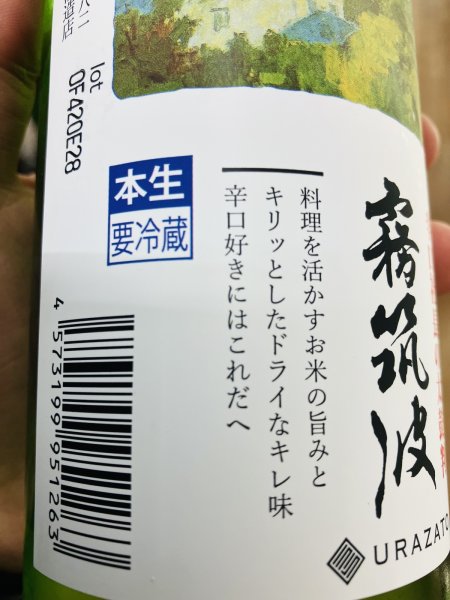 霧筑波
URAZATO
料理を活かすお米の旨みと
キリッとしたドライなキレ味
辛口好きにはこれだへ
本生
要冷蔵
lot
0F420E28
4 573199 951263